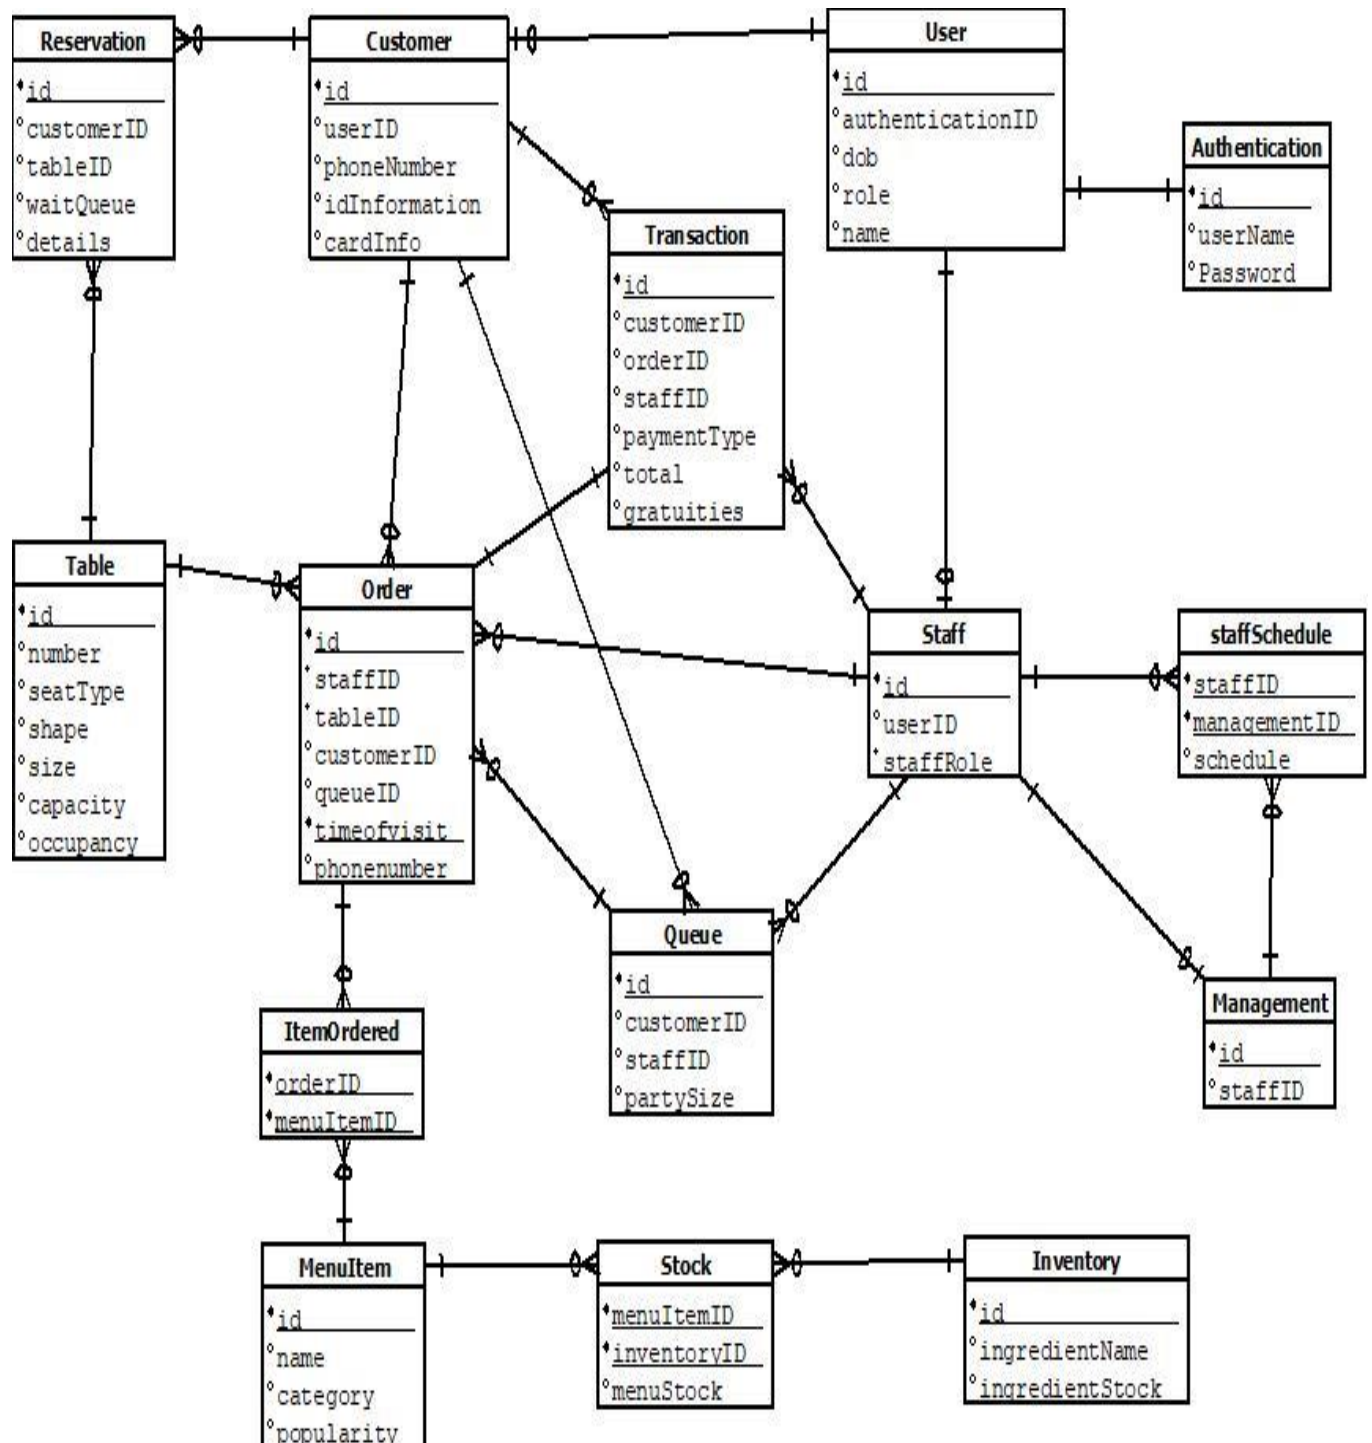 Reservation
id
customerID
tableID
waitQueue
details
Customer
id
userID
phoneNumber
idInformation
cardInfo
User
id
authenticationID
dob
role
name
Authentication
id
userName
Password
Transaction
id
customerID
orderID
staffID
paymentType
total
gratuities
Table
id
number
seatType
shape
size
capacity
occupancy
Order
id
staffID
tableID
customerID
queueID
timeofvisit
phonenumber
Staff
id
userID
staffRole
staffSchedule
staffID
managementID
schedule
Queue
id
customerID
staffID
partySize
Management
id
staffID
ItemOrdered
orderID
menuItemID
MenuItem
id
name
category
popularity
Stock
menuItemID
inventoryID
menuStock
Inventory
id
ingredientName
ingredientStock